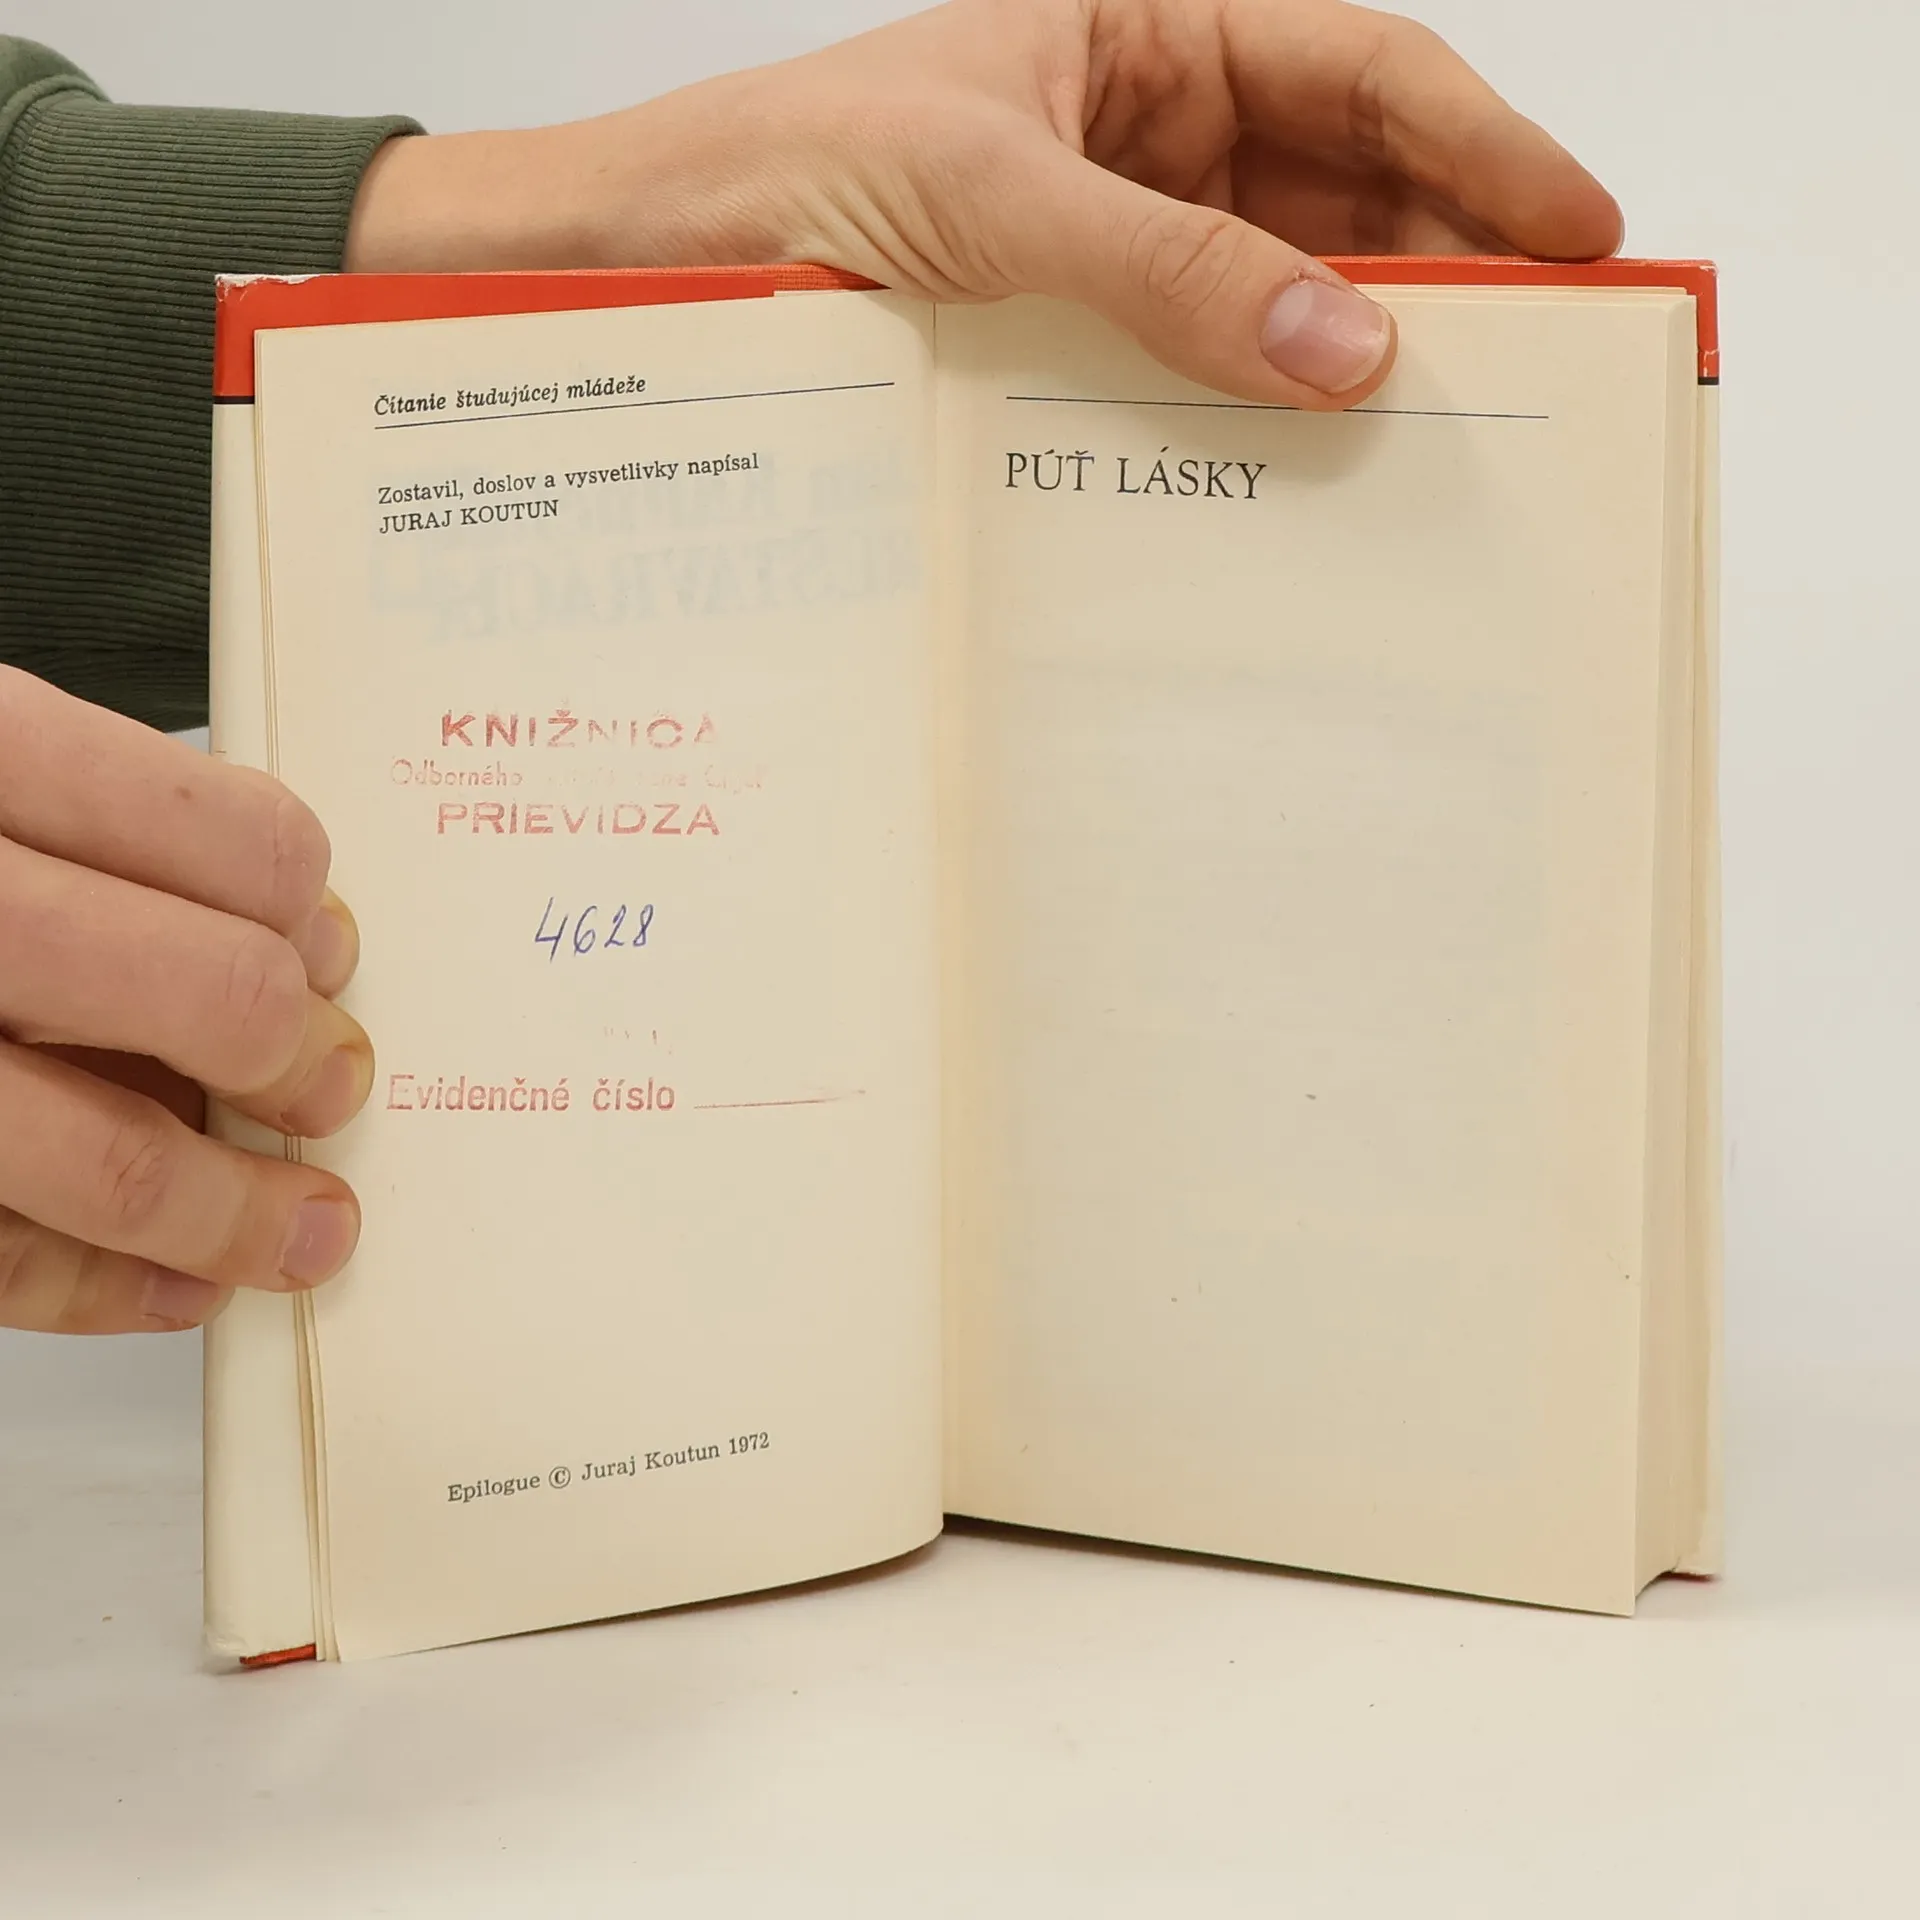 Čítanie študujúcej mládeže
Zostavil, doslov a vysvetlivky napísal
JURAJ KOUTUN
KNIŽNICA
Odborného
PRIEVIDZA
4628
Evidenčné číslo
Epilogue © Juraj Koutun 1972
PÚŤ LÁSKY